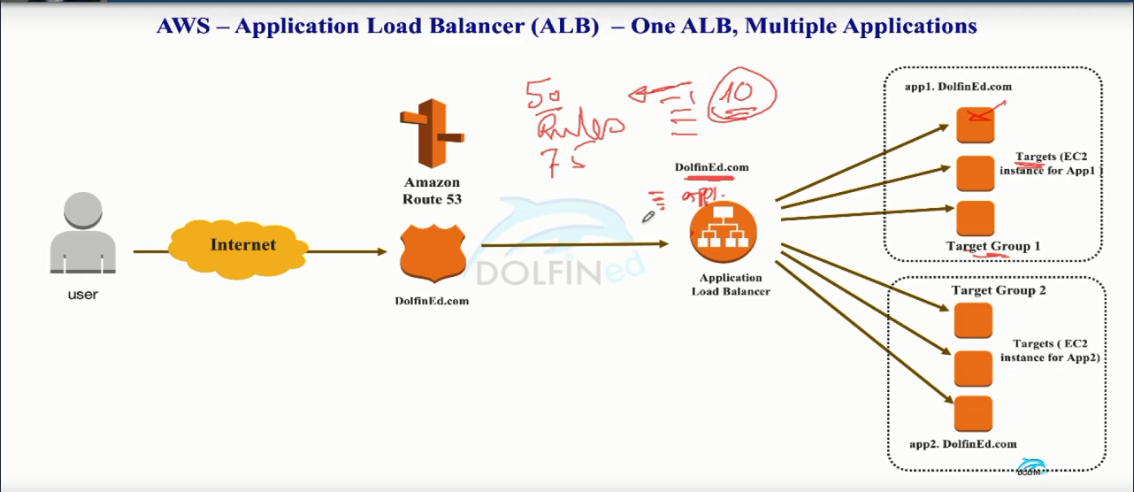 AWS – Application Load Balancer (ALB) – One ALB, Multiple Applications
50
Rules
75
10
app1. DolfinEd.com
Targets (EC2
instance for App1
Target Group 1
DolfinEd.com
app1.
Amazon
Route 53
user
Internet
DolfinEd.com
DOLFINed
Application
Load Balancer
Target Group 2
Targets ( EC2
instance for App2)
app2. DolfinEd.com